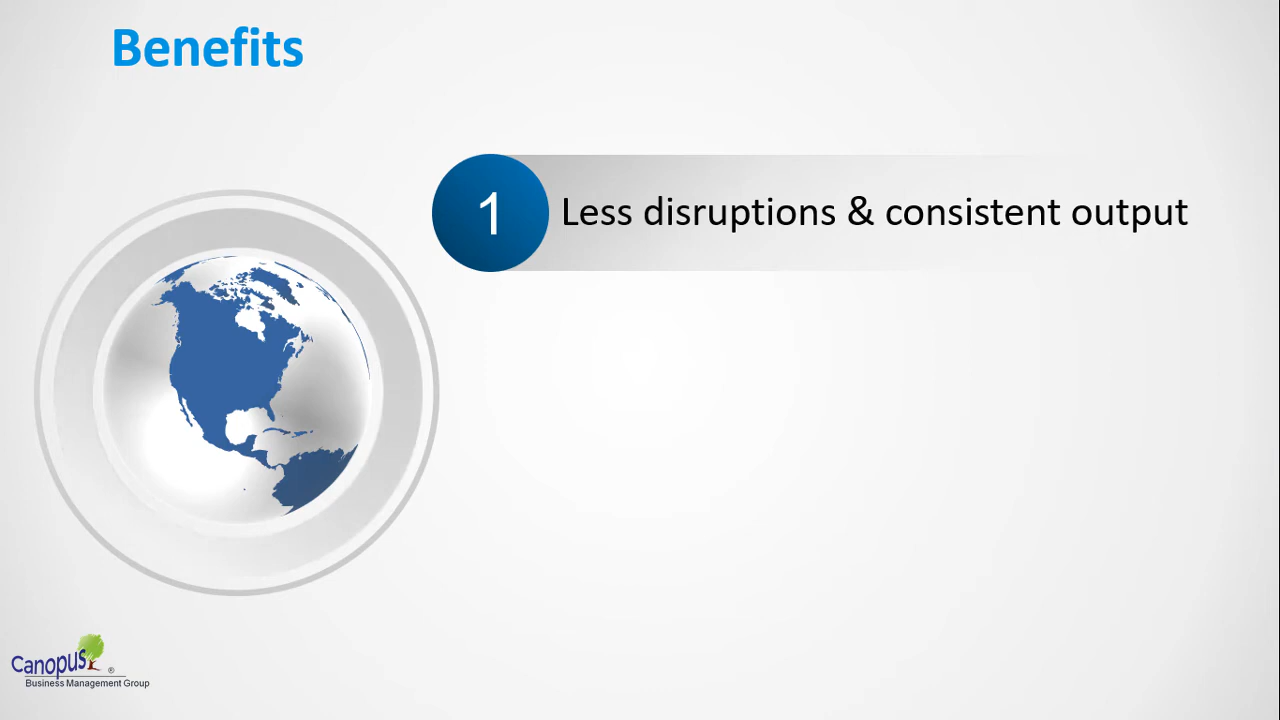 Benefits
1
Less disruptions & consistent output
Canopus ®
Business Management Group